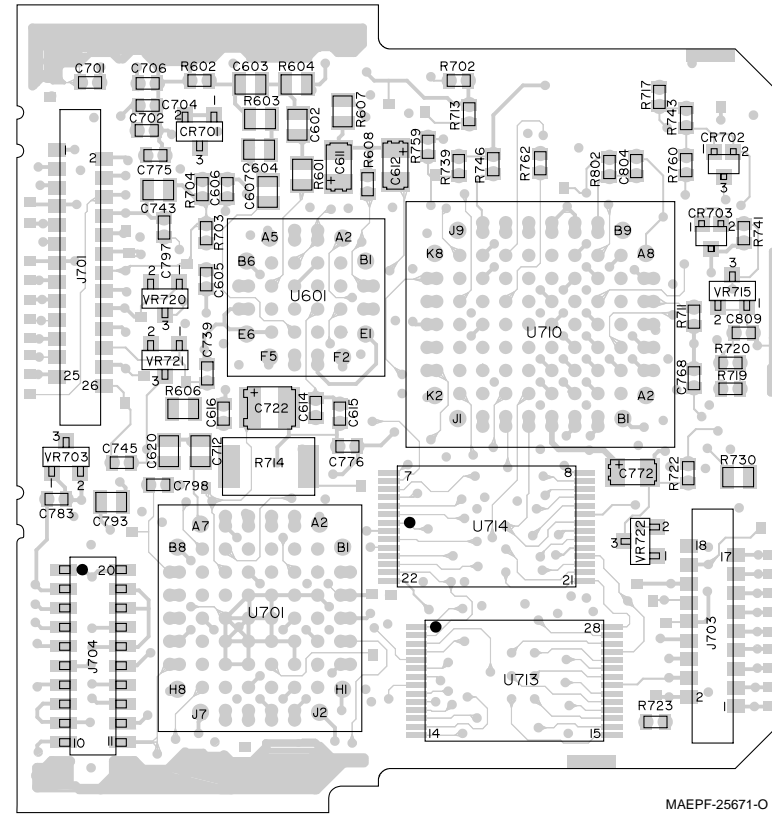 C701
C706
R602
C603
R604
R702
C704
C702
CR701
2
1
3
R603
C602
R607
R713
R717
R743
C775
R704
C606
C604
C607
R601
C611
+
R608
C612
+
R759
R739
R746
R762
R802
C804
R760
CR702
1
2
3
C743
C797
R703
C605
J701
1
2
25
26
VR720
2
1
3
VR721
2
1
3
C739
A5
A2
B6
B1
U601
E6
E1
F5
F2
J9
B9
K8
A8
U710
K2
A2
J1
B1
CR703
1
2
3
R741
VR715
3
2
1
R711
C809
R720
R719
C768
R606
C616
C722
+
C614
C615
C776
VR703
3
1
2
C745
C620
C712
R714
C783
C793
C798
C772
+
R722
R730
7
8
U714
22
21
VR722
2
3
1
A7
A2
B8
B1
U701
H8
H1
J7
J2
20
J704
10
11
28
U713
14
15
18
17
J703
2
1
R723
MAEPF-25671-O